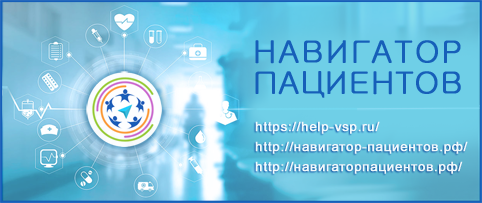 НАВИГАТОР
ПАЦИЕНТОВ
https://help-vsp.ru/
http://навигатор-пациентов.рф/
http://навигаторпациентов.рф/